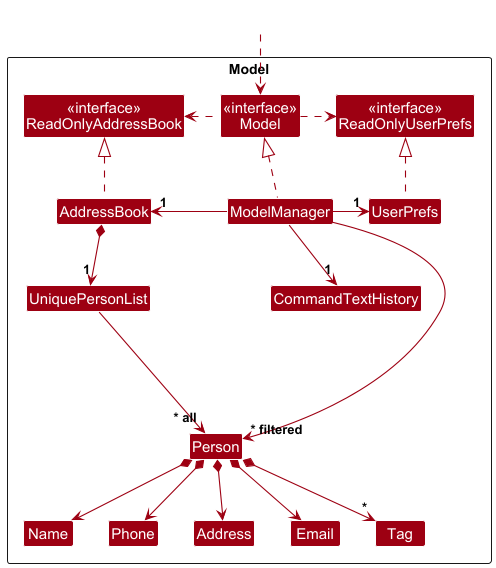 Model
«interface»
ReadOnlyAddressBook
«interface»
Model
«interface»
ReadOnlyUserPrefs
AddressBook
1
ModelManager
1
UserPrefs
1
UniquePersonList
1
CommandTextHistory
* all
* filtered
Person
*
Name
Phone
Address
Email
Tag